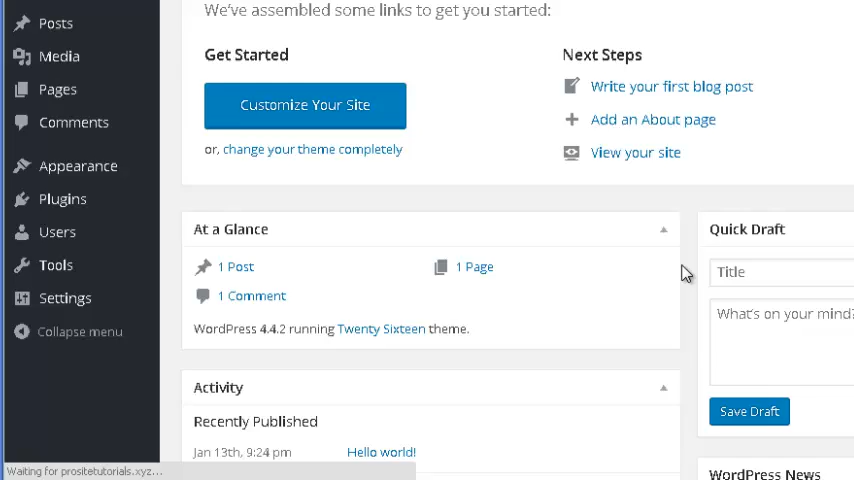 We've assembled some links to get you started:
Posts
Media
Pages
Comments
Appearance
Plugins
Users
Tools
Settings
Collapse menu
Get Started
Customize Your Site
or, change your theme completely
Next Steps
Write your first blog post
Add an About page
View your site
At a Glance
1 Post
1 Page
1 Comment
WordPress 4.4.2 running Twenty Sixteen theme.
Activity
Recently Published
Jan 13th, 9:24 pm Hello world!
Quick Draft
Title
What's on your mind?
Save Draft
WordPress News
Waiting for prositetutorials.xyz...